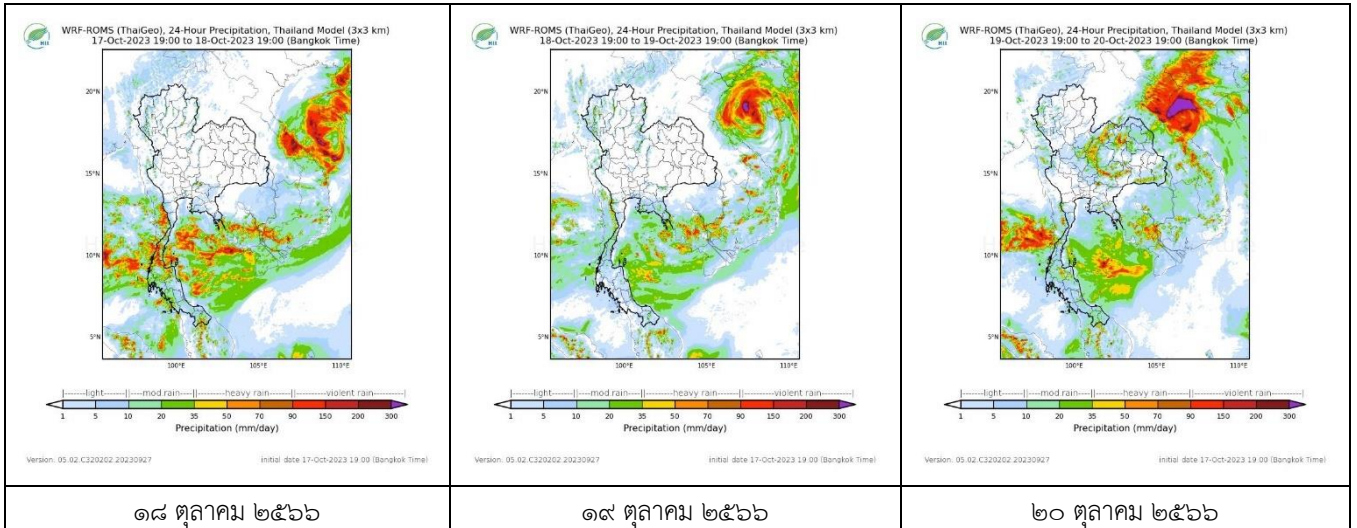 WRF-ROMS (ThaiGeo), 24-Hour Precipitation, Thailand Model (3x3 km)
17-Oct-2023 19:00 to 18-Oct-2023 19:00 (Bangkok Time)
20°N
15°N
10°N
5°N
100°E 105°E 110°E
light mod rain heavy rain violent rain
1 5 10 20 35 50 70 90 150 200 300
Precipitation (mm/day)
Version: 05.02.C320202.20230927 initial date 17-Oct-2023 19:00 (Bangkok Time)
๑๘ ตุลาคม ๒๕๖๖
WRF-ROMS (ThaiGeo), 24-Hour Precipitation, Thailand Model (3x3 km)
18-Oct-2023 19:00 to 19-Oct-2023 19:00 (Bangkok Time)
20°N
15°N
10°N
5°N
100°E 105°E 110°E
light mod rain heavy rain violent rain
1 5 10 20 35 50 70 90 150 200 300
Precipitation (mm/day)
Version: 05.02.C320202.20230927 initial date 17-Oct-2023 19:00 (Bangkok Time)
๑๙ ตุลาคม ๒๕๖๖
WRF-ROMS (ThaiGeo), 24-Hour Precipitation, Thailand Model (3x3 km)
19-Oct-2023 19:00 to 20-Oct-2023 19:00 (Bangkok Time)
20°N
15°N
10°N
5°N
100°E 105°E 110°E
light mod rain heavy rain violent rain
1 5 10 20 35 50 70 90 150 200 300
Precipitation (mm/day)
Version: 05.02.C320202.20230927 initial date 17-Oct-2023 19:00 (Bangkok Time)
๒๐ ตุลาคม ๒๕๖๖